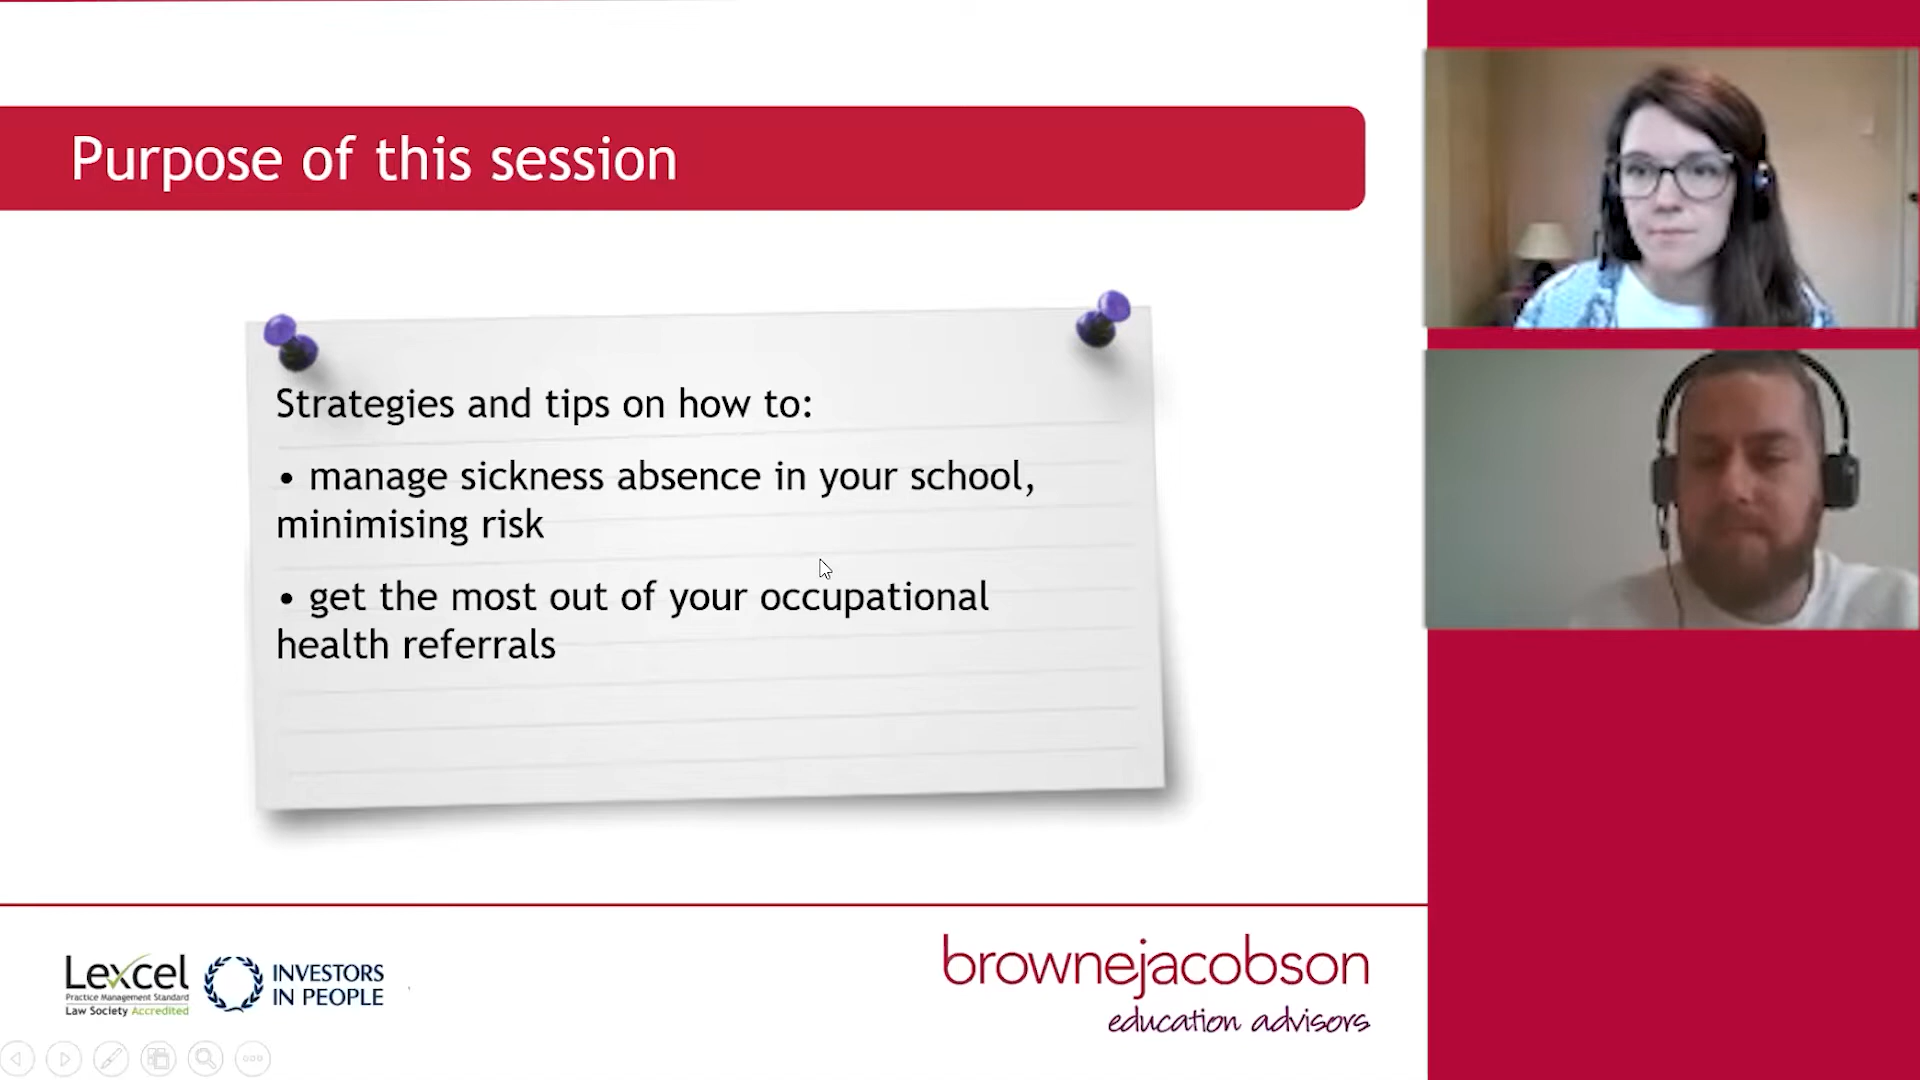 Purpose of this session
Strategies and tips on how to:
• manage sickness absence in your school,
minimising risk
• get the most out of your occupational
health referrals
Lexcel
Practice Management Standard
Law Society Accredited
INVESTORS
IN PEOPLE
brownejacobson
education advisors